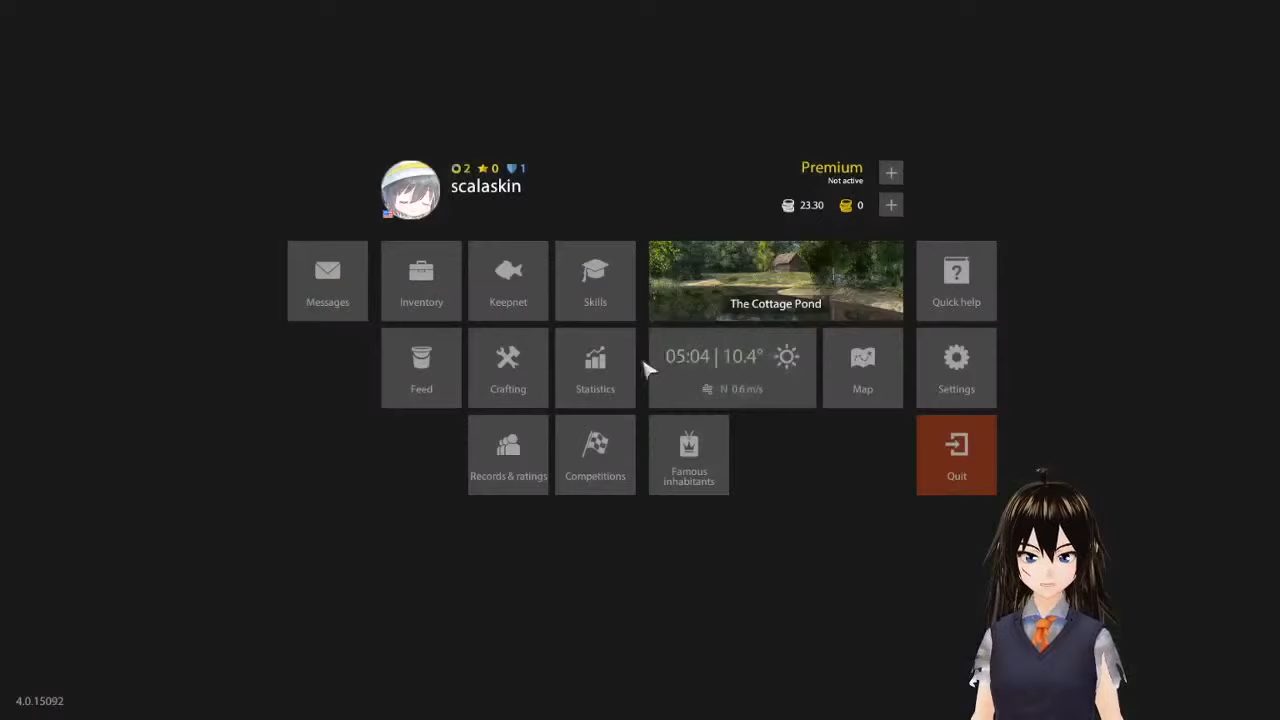 2 0 1
scalaskin
Premium
Not active
23.30 0
Messages
Inventory
Keepnet
Skills
The Cottage Pond
Quick help
Feed
Crafting
Statistics
05:04 | 10.4°
N 0.6 m/s
Map
Settings
Records & ratings
Competitions
Famous
inhabitants
Quit
4.0.15092